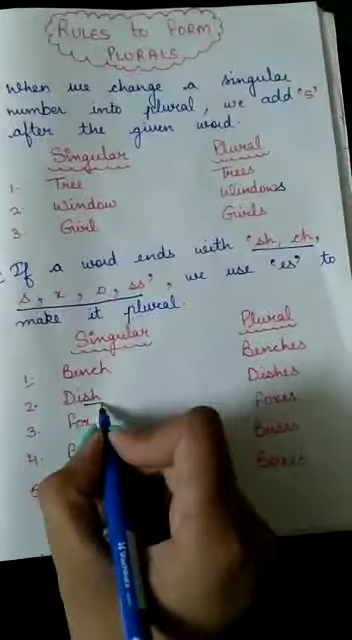 RULES to FORM
PLURALS
When we change a singular
number into plural, we add "s"
after the given word.
Singular Plural
1. Tree Trees
2. Window Windows
3. Girl Girls
If a word ends with "sh, ch,
s, x, o, ss", we use "es" to
make it plural.
Singular Plural
1. Bench Benches
2. Dish Dishes
3. Fox Foxes
4. Buses
Boxes